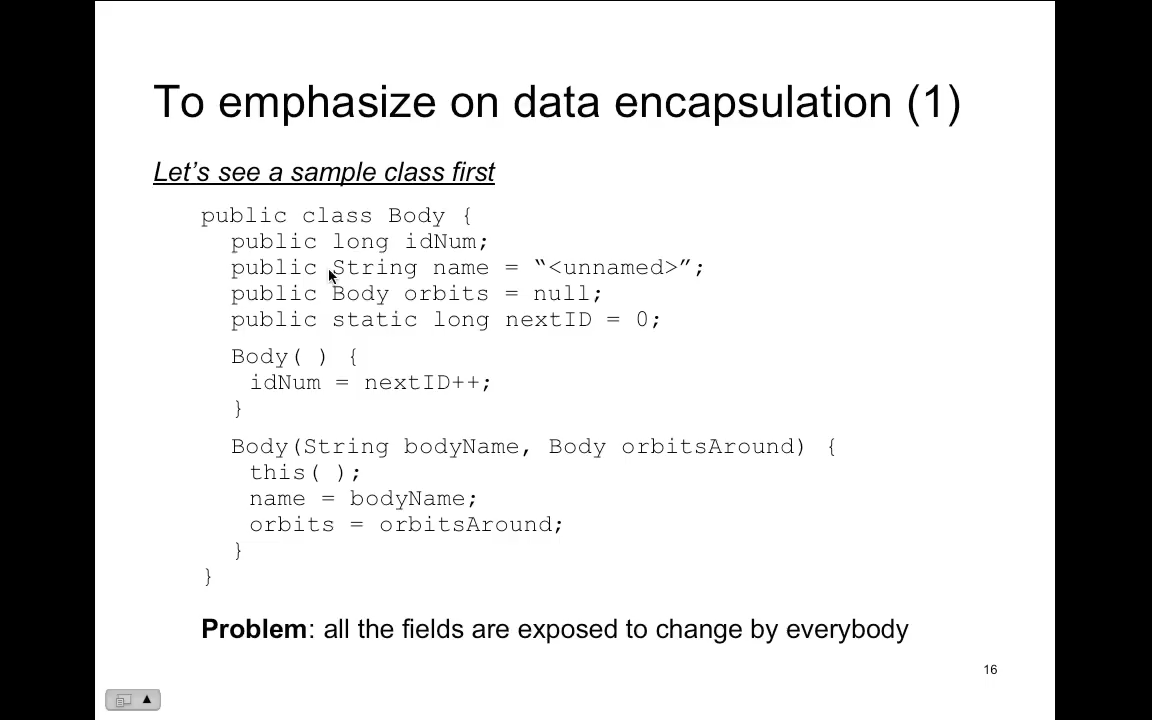 To emphasize on data encapsulation (1)
Let’s see a sample class first
public class Body {
public long idNum;
public String name = “<unnamed>”;
public Body orbits = null;
public static long nextID = 0;
Body( ) {
idNum = nextID++;
}
Body(String bodyName, Body orbitsAround) {
this( );
name = bodyName;
orbits = orbitsAround;
}
}
Problem: all the fields are exposed to change by everybody
16